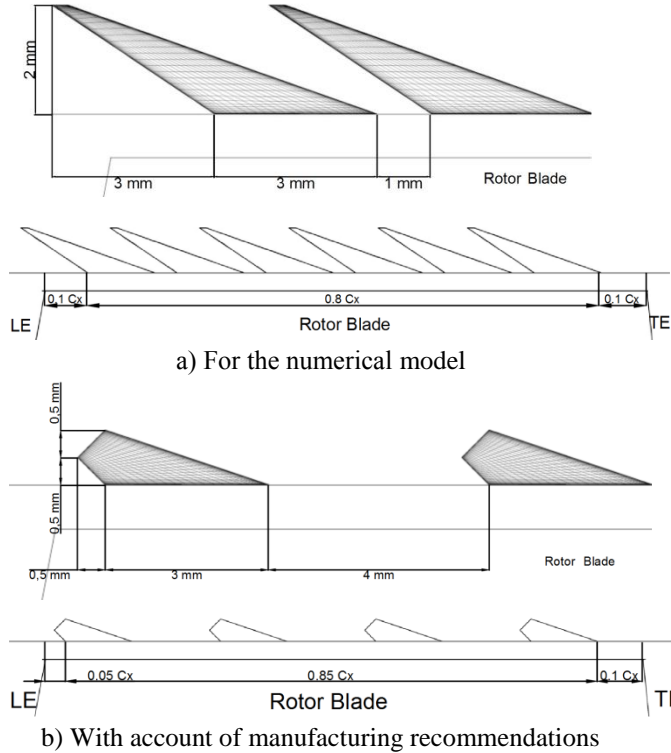 2 mm
3 mm
3 mm
1 mm
Rotor Blade
0,1 Cx
0.8 Cx
0.1 Cx
LE
Rotor Blade
TE
a) For the numerical model
0,5 mm
0,5 mm
0,5 mm
3 mm
4 mm
Rotor Blade
0.05 Cx
0.85 Cx
0.1 Cx
LE
Rotor Blade
TE
b) With account of manufacturing recommendations